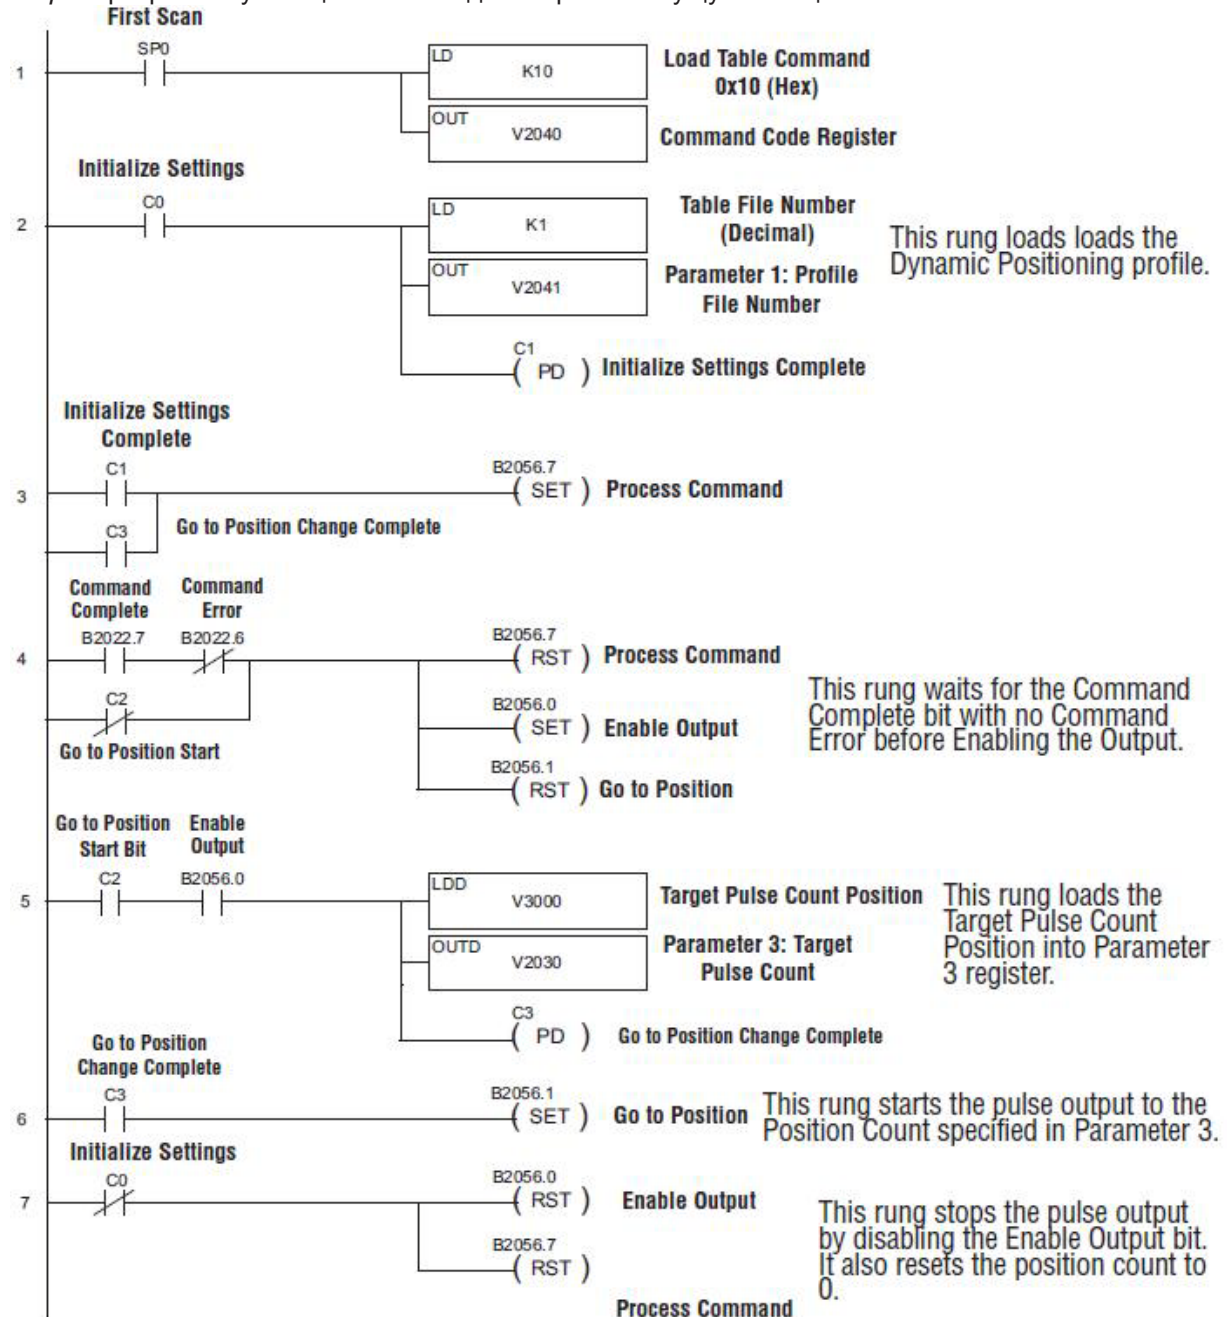 First Scan
SP0
1
LD
K10
Load Table Command
0x10 (Hex)
OUT
V2040
Command Code Register
Initialize Settings
C0
2
LD
K1
Table File Number
(Decimal)
This rung loads loads the
Dynamic Positioning profile.
OUT
V2041
Parameter 1: Profile
File Number
C1
( PD )
Initialize Settings Complete
Initialize Settings
Complete
C1
3
B2056.7
( SET )
Process Command
C3
Go to Position Change Complete
Command
Complete
Command
Error
B2022.7
B2022.6
4
B2056.7
( RST )
Process Command
C2
Go to Position Start
B2056.0
( SET )
Enable Output
This rung waits for the Command
Complete bit with no Command
Error before Enabling the Output.
B2056.1
( RST )
Go to Position
Go to Position
Start Bit
Enable
Output
C2
B2056.0
5
LDD
V3000
Target Pulse Count Position
This rung loads the
Target Pulse Count
Position into Parameter
3 register.
OUTD
V2030
Parameter 3: Target
Pulse Count
C3
( PD )
Go to Position Change Complete
Go to Position
Change Complete
C3
6
B2056.1
( SET )
Go to Position
This rung starts the pulse output to the
Position Count specified in Parameter 3.
Initialize Settings
C0
7
B2056.0
( RST )
Enable Output
This rung stops the pulse output
by disabling the Enable Output bit.
It also resets the position count to
0.
B2056.7
( RST )
Process Command